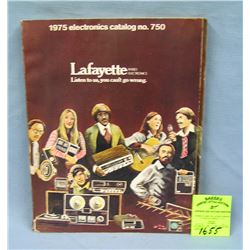 1975 electronics catalog no. 750
Lafayette RADIO ELECTRONICS
Listen to us, you can't go wrong.
1655